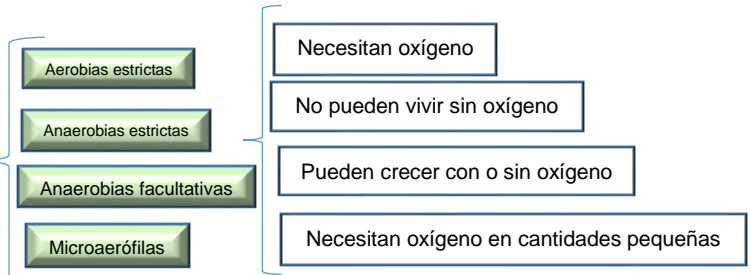 Aerobias estrictas
Necesitan oxígeno
Anaerobias estrictas
No pueden vivir sin oxígeno
Anaerobias facultativas
Pueden crecer con o sin oxígeno
Microaerófilas
Necesitan oxígeno en cantidades pequeñas